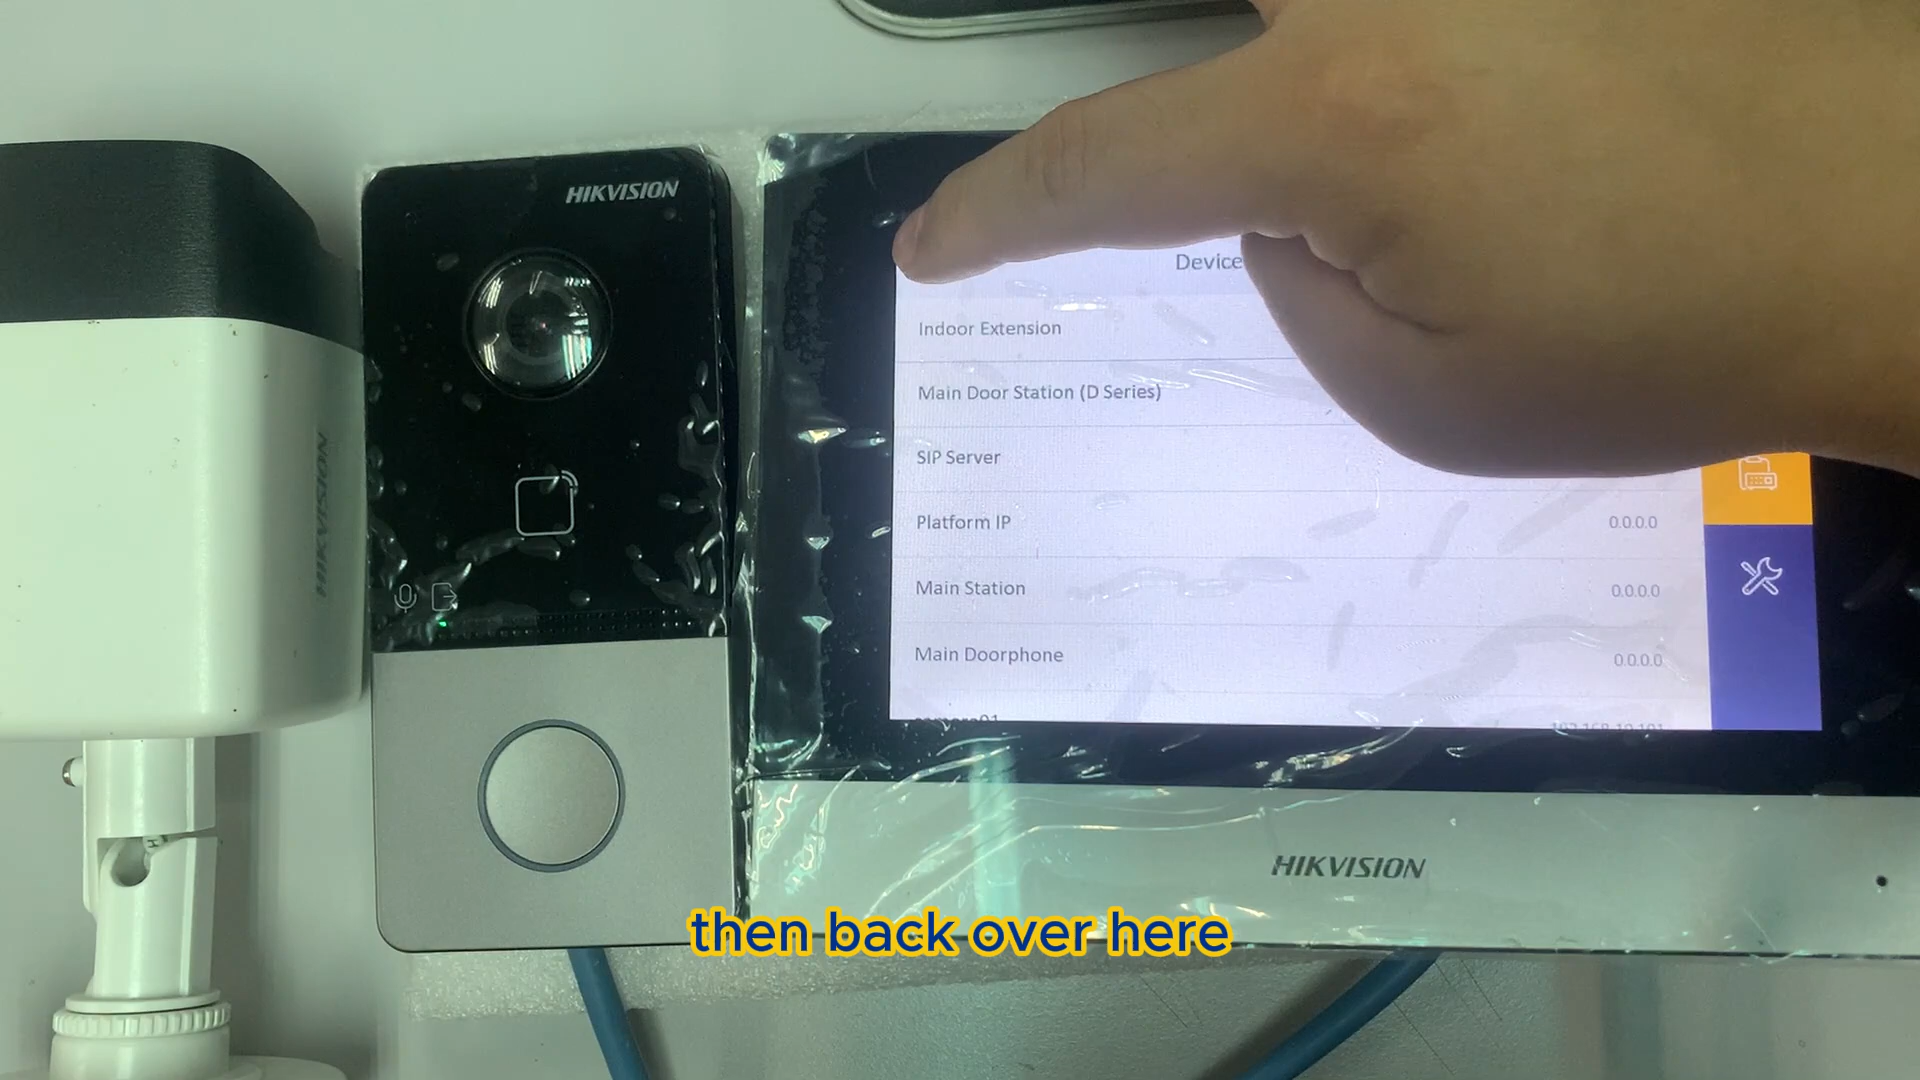 HIKVISION
HIKVISION
Device
Indoor Extension
Main Door Station (D Series)
SIP Server
Platform IP 0.0.0.0
Main Station 0.0.0.0
Main Doorphone 0.0.0.0
HIKVISION
then back over here